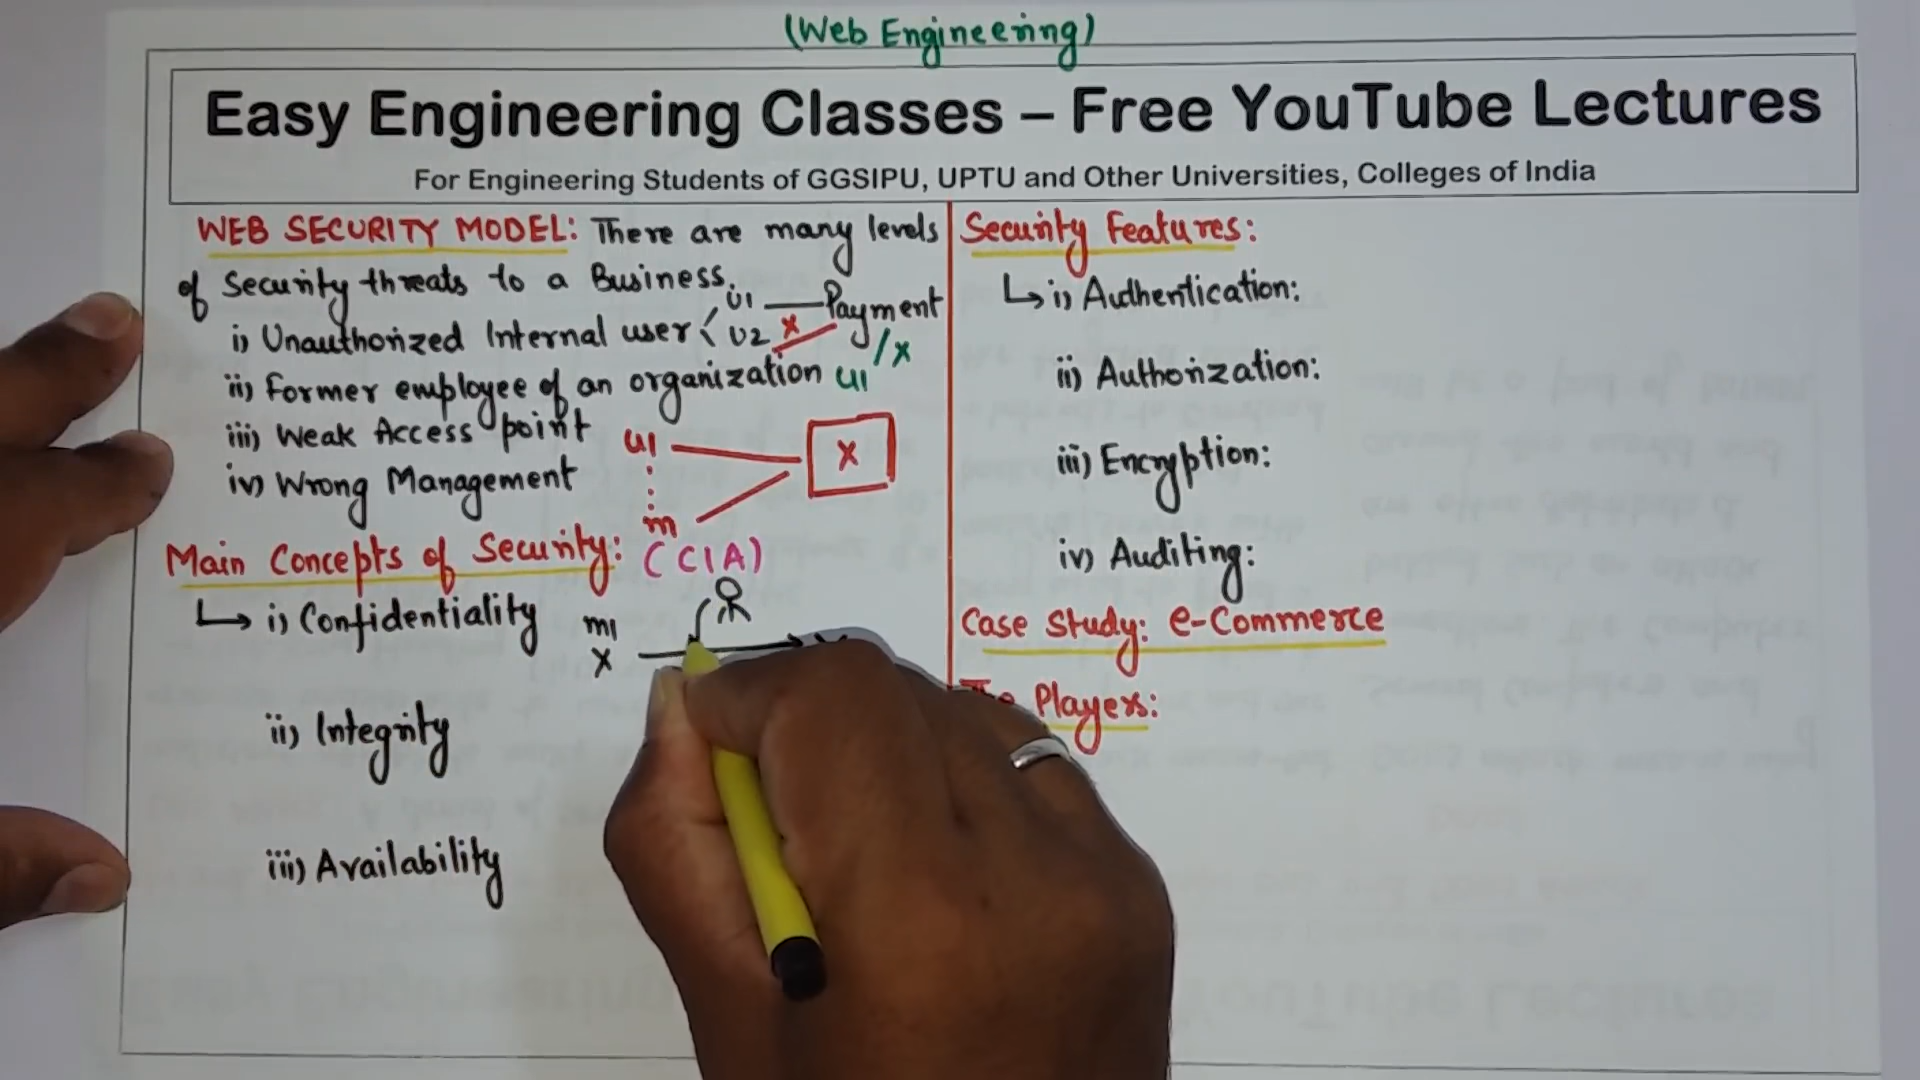 (Web Engineering)
Easy Engineering Classes – Free YouTube Lectures
For Engineering Students of GGSIPU, UPTU and Other Universities, Colleges of India
WEB SECURITY MODEL: There are many levels
of Security threats to a Business.
i) Unauthorized Internal user < U1 — Payment
U2 x
/x
ii) Former employee of an organization U1
iii) Weak Access point U1 x
iv) Wrong Management
m
Main Concepts of Security: (CIA)
↳ i) Confidentiality m1
x
ii) Integrity
iii) Availability
Security Features:
↳ i) Authentication:
ii) Authorization:
iii) Encryption:
iv) Auditing:
Case Study: e-Commerce
Players: